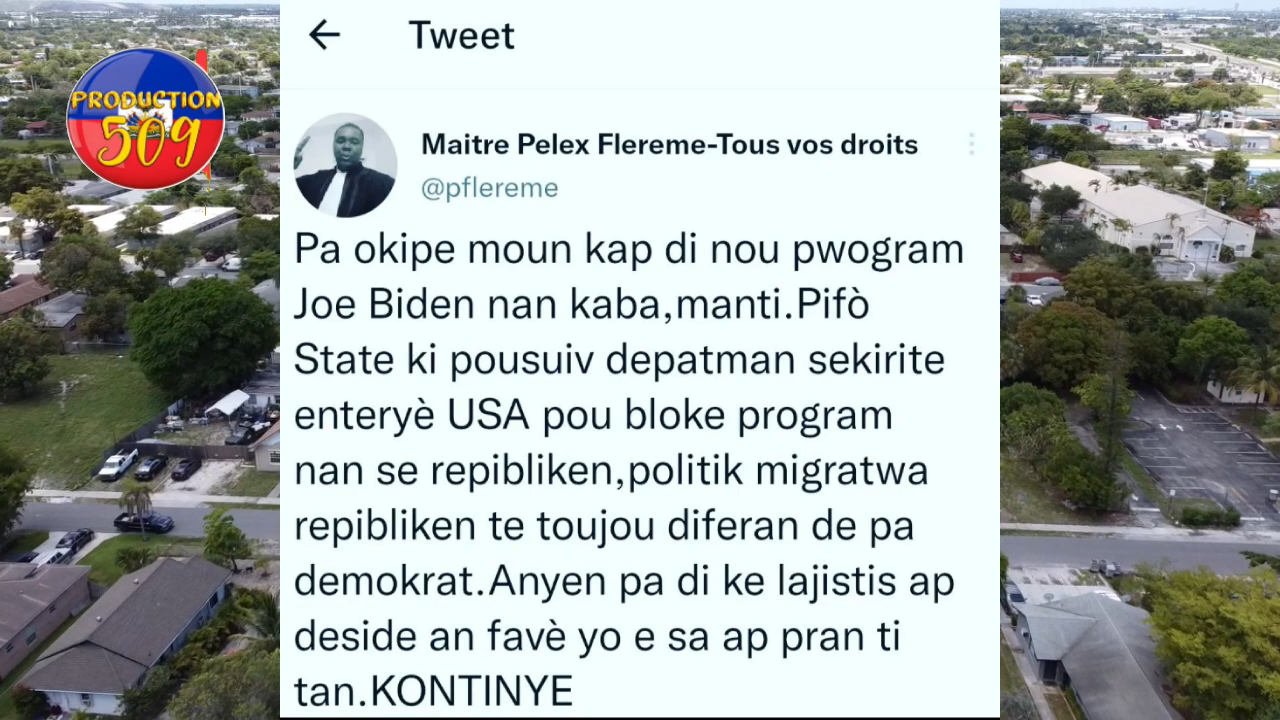 PRODUCTION
509
Tweet
Maitre Pelex Flereme-Tous vos droits
@pflereme
Pa okipe moun kap di nou pwogram
Joe Biden nan kaba,manti.Pifò
State ki pousuiv depatman sekirite
enteryè USA pou bloke program
nan se repibliken,politik migratwa
repibliken te toujou diferan de pa
demokrat.Anyen pa di ke lajistis ap
deside an favè yo e sa ap pran ti
tan.KONTINYE